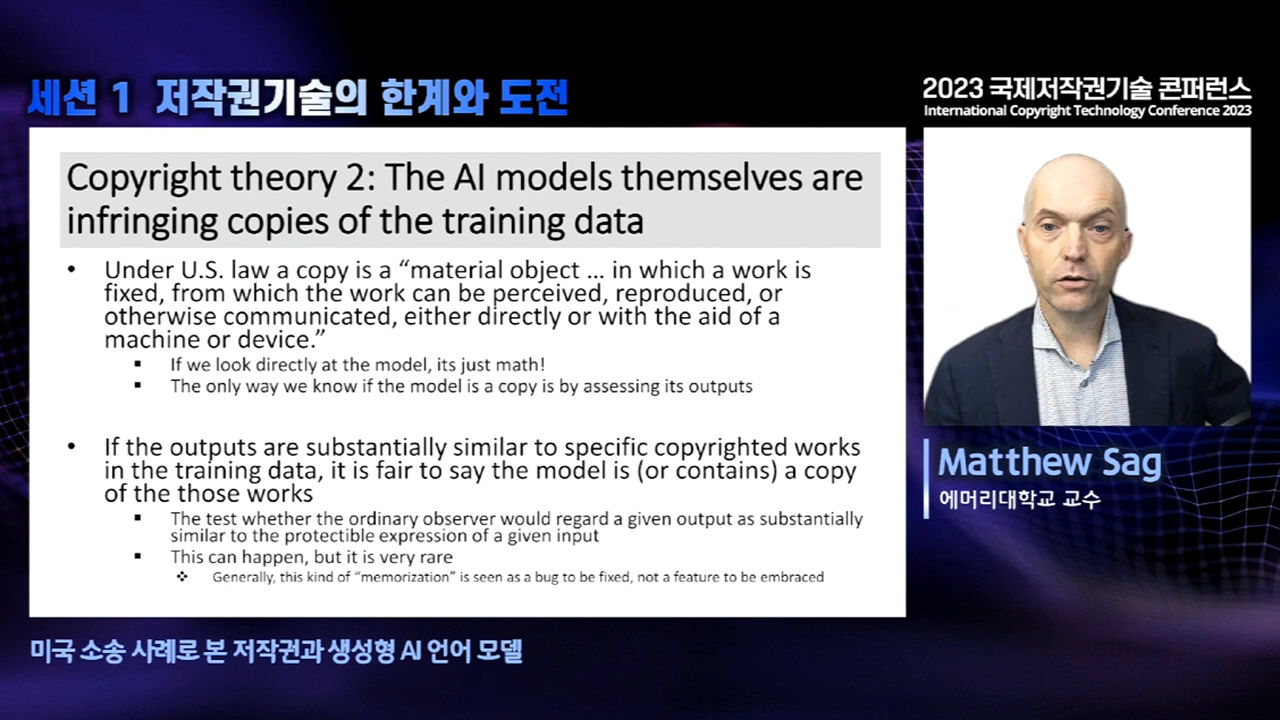 세션 1 저작권기술의 한계와 도전
2023 국제저작권기술 콘퍼런스
International Copyright Technology Conference 2023
Copyright theory 2: The AI models themselves are
infringing copies of the training data
• Under U.S. law a copy is a “material object ... in which a work is
fixed, from which the work can be perceived, reproduced, or
otherwise communicated, either directly or with the aid of a
machine or device.”
▪ If we look directly at the model, its just math!
▪ The only way we know if the model is a copy is by assessing its outputs
• If the outputs are substantially similar to specific copyrighted works
in the training data, it is fair to say the model is (or contains) a copy
of the those works
▪ The test whether the ordinary observer would regard a given output as substantially
similar to the protectible expression of a given input
▪ This can happen, but it is very rare
❖ Generally, this kind of “memorization” is seen as a bug to be fixed, not a feature to be embraced
Matthew Sag
에머리대학교 교수
미국 소송 사례로 본 저작권과 생성형 AI 언어 모델